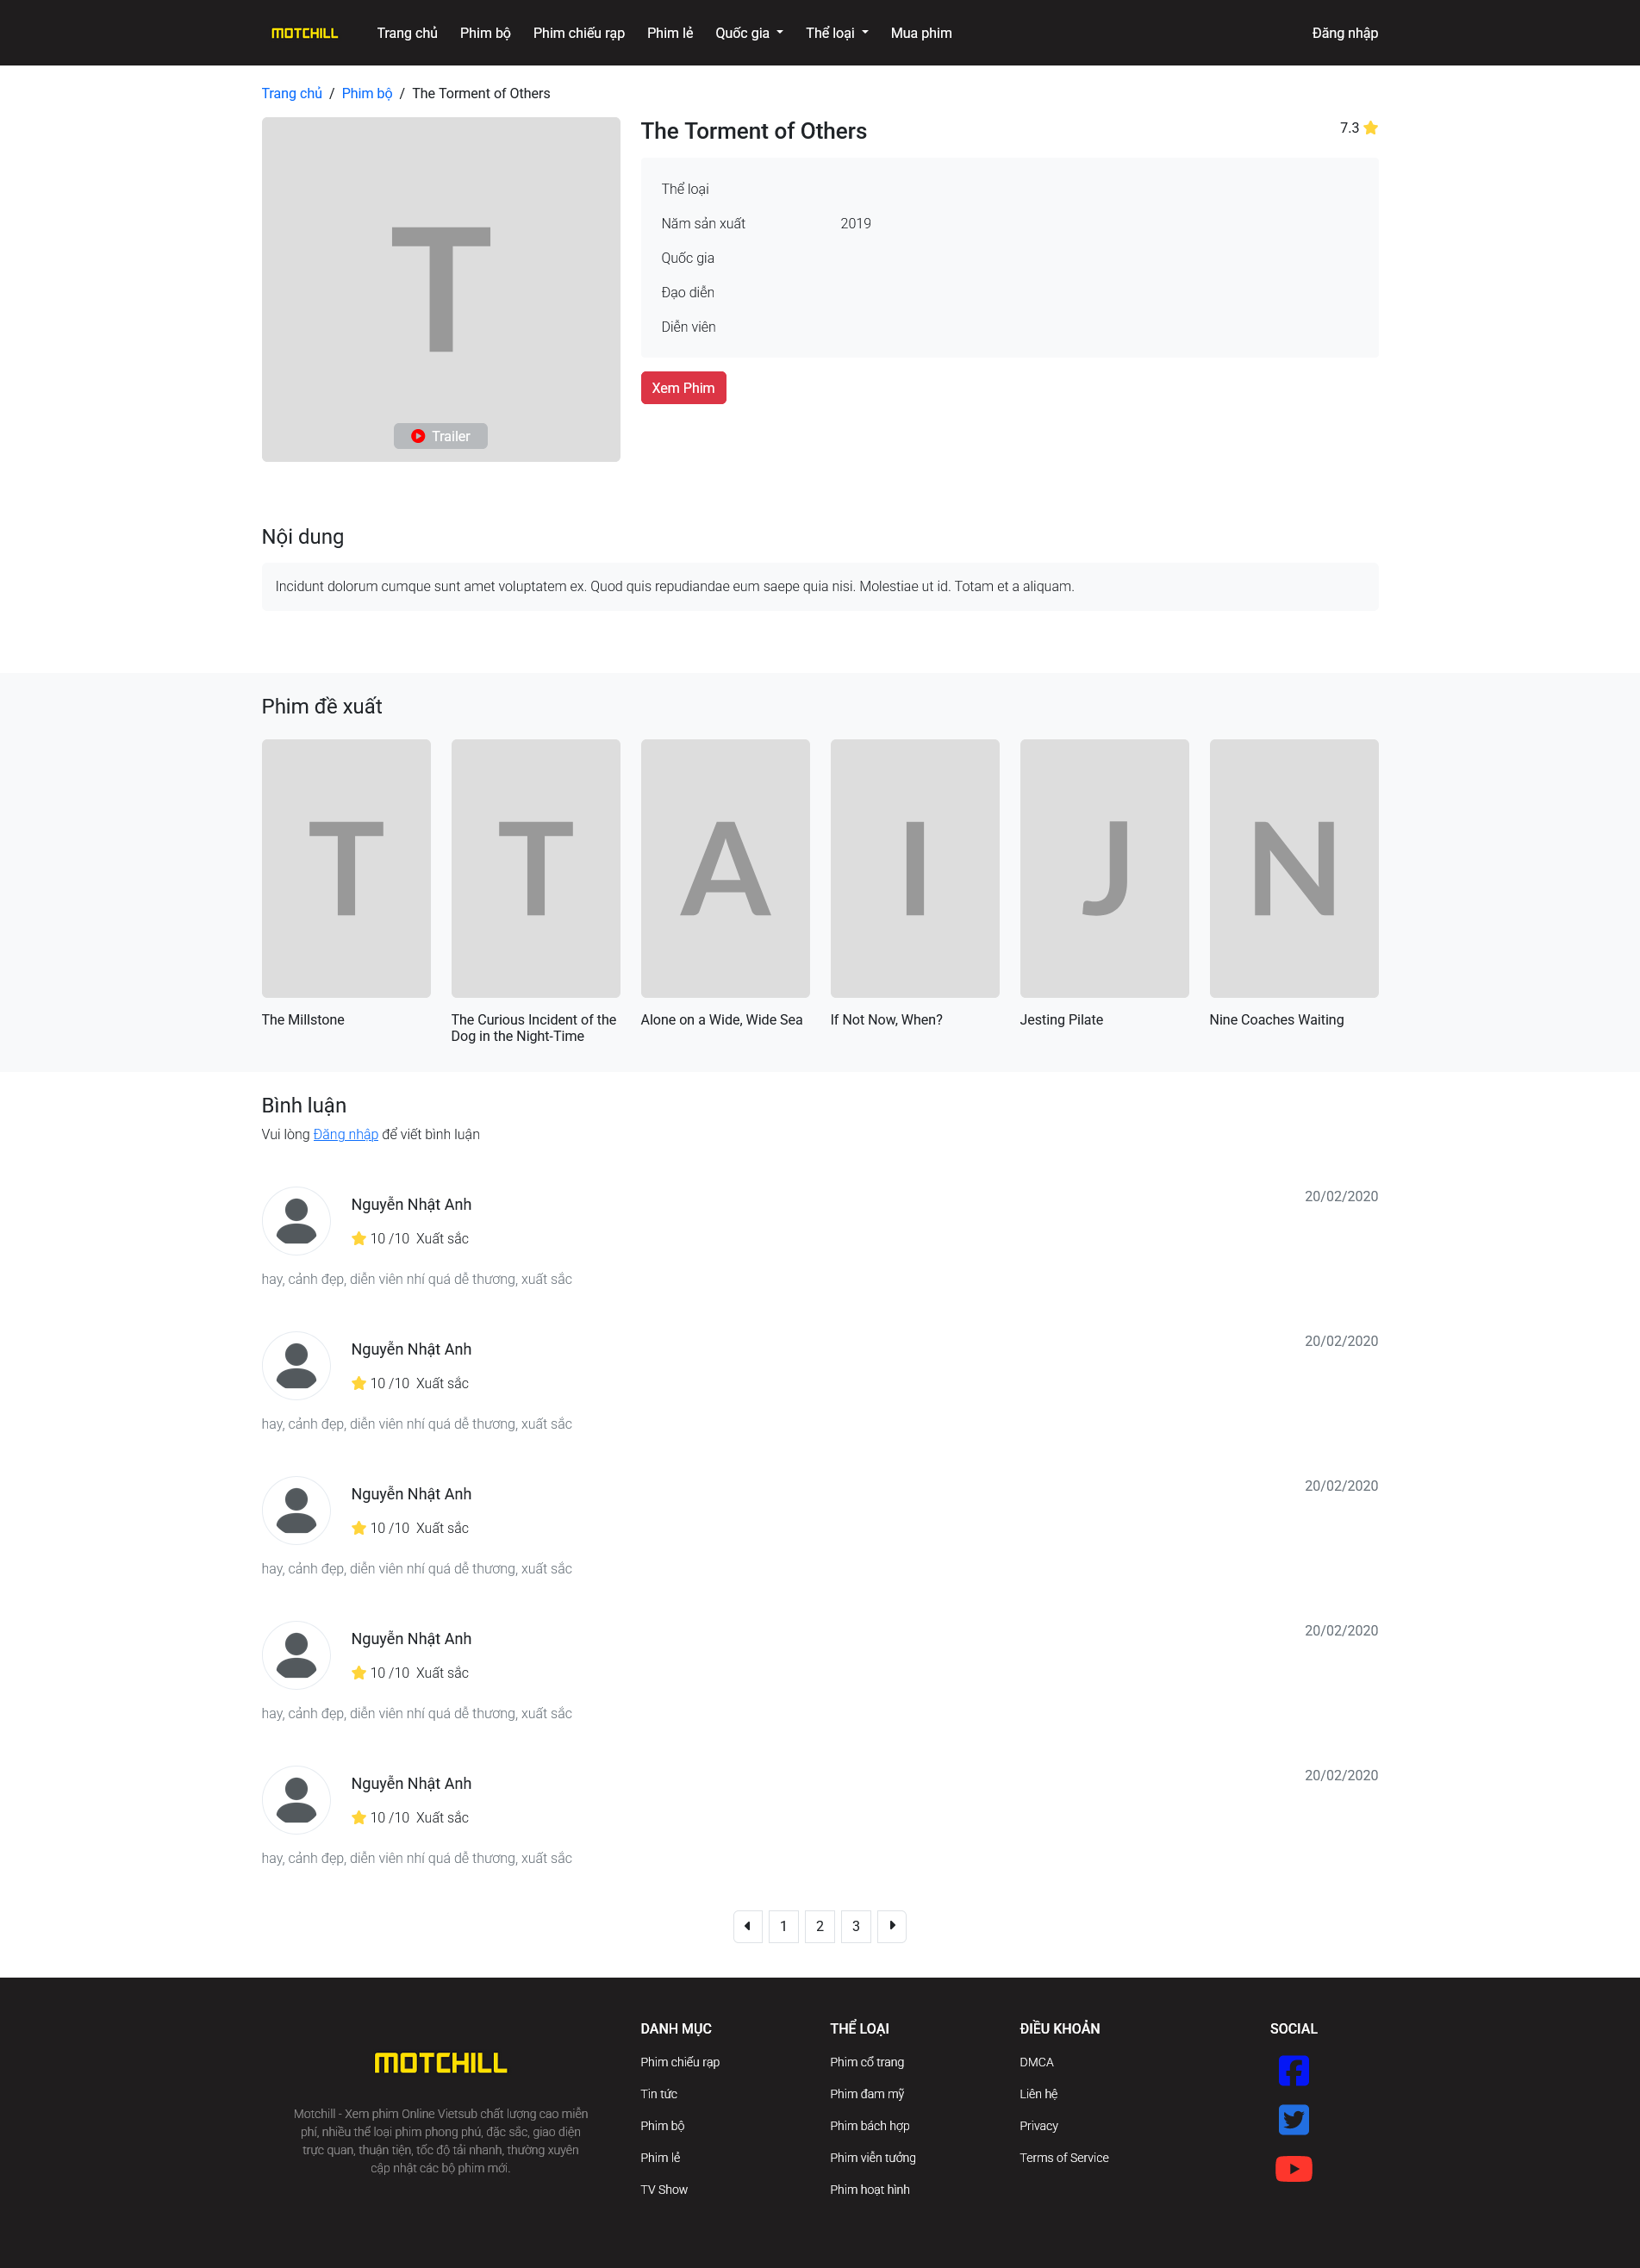 MOTCHILL Trang chủ Phim bộ Phim chiếu rạp Phim lẻ Quốc gia Thể loại Mua phim Đăng nhập
Trang chủ / Phim bộ / The Torment of Others
T
Trailer
The Torment of Others 7.3
Thể loại
Năm sản xuất 2019
Quốc gia
Đạo diễn
Diễn viên
Xem Phim
Nội dung
Incidunt dolorum cumque sunt amet voluptatem ex. Quod quis repudiandae eum saepe quia nisi. Molestiae ut id. Totam et a aliquam.
Phim đề xuất
T T A I J N
The Millstone
The Curious Incident of the
Dog in the Night-Time
Alone on a Wide, Wide Sea
If Not Now, When?
Jesting Pilate
Nine Coaches Waiting
Bình luận
Vui lòng Đăng nhập để viết bình luận
Nguyễn Nhật Anh 20/02/2020
10 /10 Xuất sắc
hay, cảnh đẹp, diễn viên nhí quá dễ thương, xuất sắc
Nguyễn Nhật Anh 20/02/2020
10 /10 Xuất sắc
hay, cảnh đẹp, diễn viên nhí quá dễ thương, xuất sắc
Nguyễn Nhật Anh 20/02/2020
10 /10 Xuất sắc
hay, cảnh đẹp, diễn viên nhí quá dễ thương, xuất sắc
Nguyễn Nhật Anh 20/02/2020
10 /10 Xuất sắc
hay, cảnh đẹp, diễn viên nhí quá dễ thương, xuất sắc
Nguyễn Nhật Anh 20/02/2020
10 /10 Xuất sắc
hay, cảnh đẹp, diễn viên nhí quá dễ thương, xuất sắc
1 2 3
MOTCHILL
Motchill - Xem phim Online Vietsub chất lượng cao miễn
phí, nhiều thể loại phim phong phú, đặc sắc, giao diện
trực quan, thuận tiện, tốc độ tải nhanh, thường xuyên
cập nhật các bộ phim mới.
DANH MỤC
Phim chiếu rạp
Tin tức
Phim bộ
Phim lẻ
TV Show
THỂ LOẠI
Phim cổ trang
Phim đam mỹ
Phim bách hợp
Phim viễn tưởng
Phim hoạt hình
ĐIỀU KHOẢN
DMCA
Liên hệ
Privacy
Terms of Service
SOCIAL